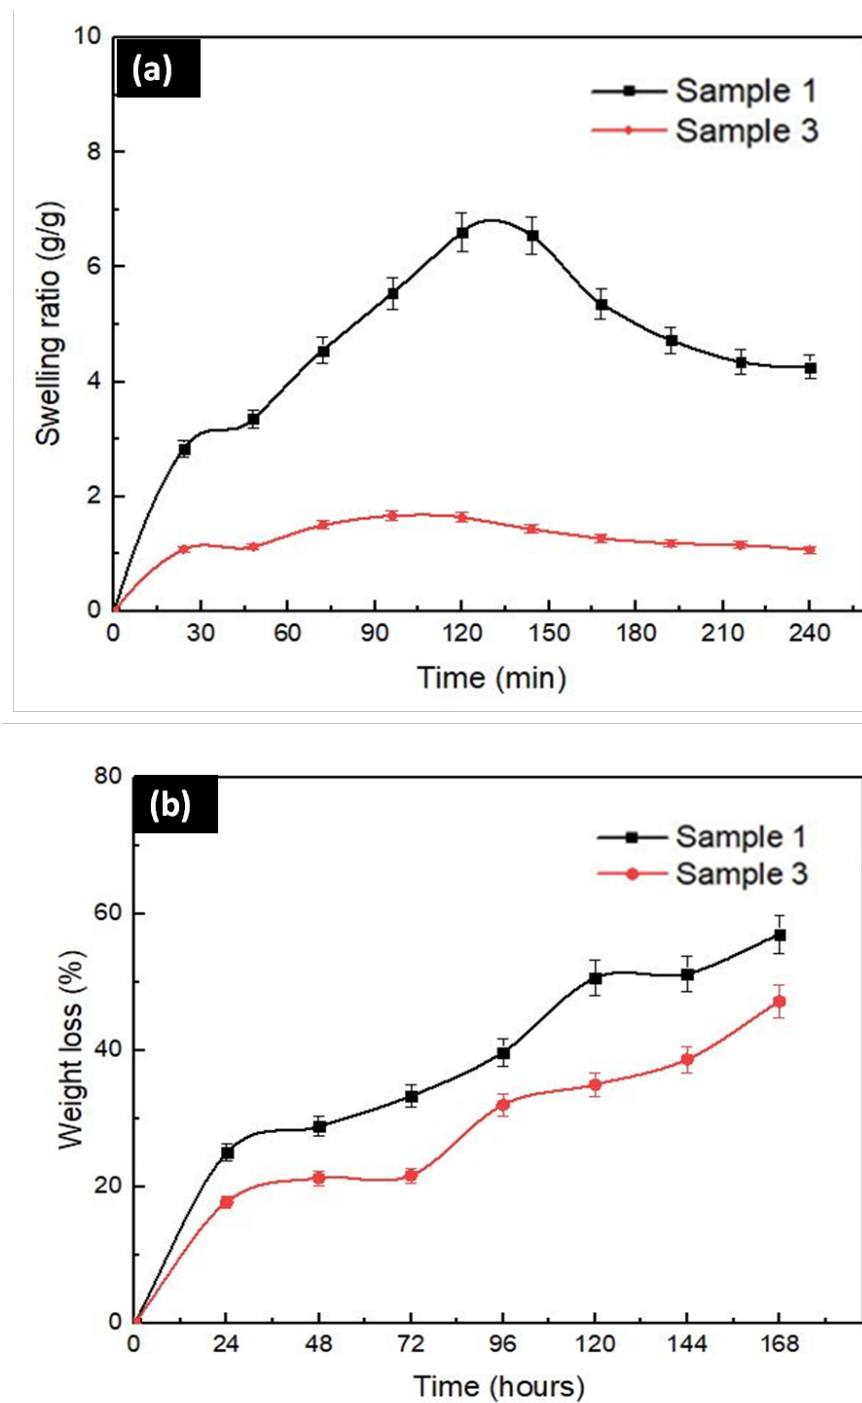 (a)
Sample 1
Sample 3
10
8
6
4
2
0
Swelling ratio (g/g)
0 30 60 90 120 150 180 210 240
Time (min)
(b)
Sample 1
Sample 3
80
60
40
20
0
Weight loss (%)
0 24 48 72 96 120 144 168
Time (hours)